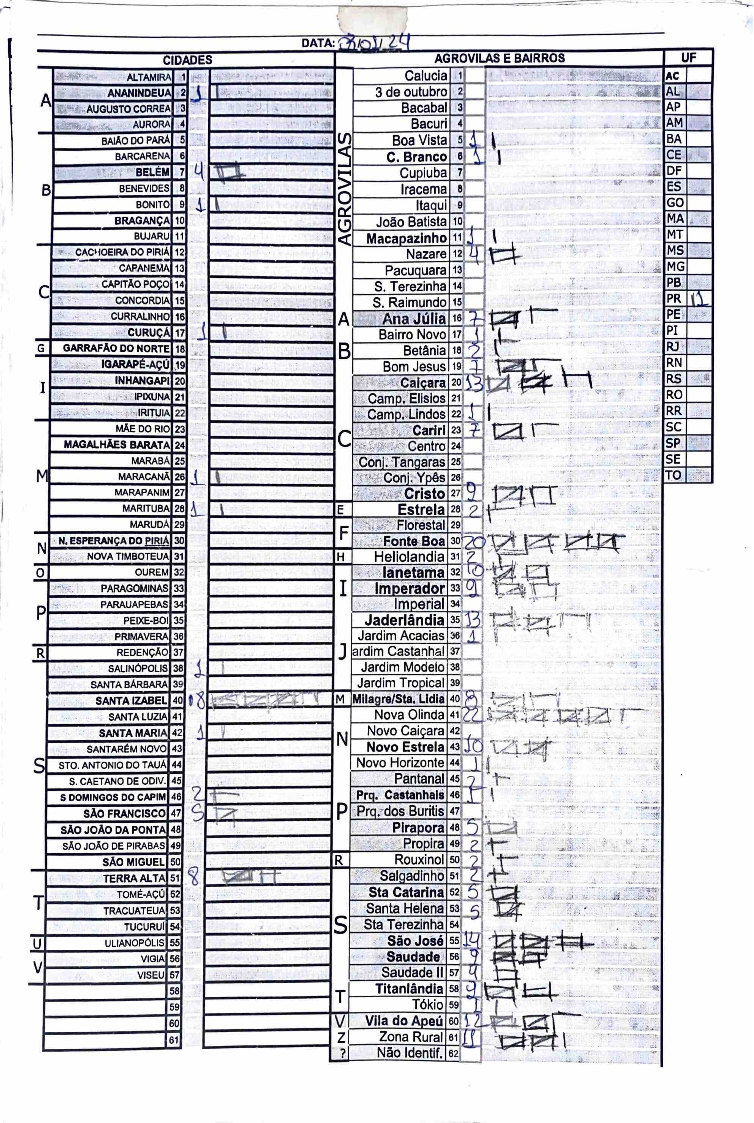 DATA: 
CIDADES
AGROVILAS E BAIRROS
UF
A
ALTAMIRA 1
ANANINDEUA 2 1
AUGUSTO CORREA 3
AURORA 4
B
BAIÃO DO PARÁ 5
BARCARENA 6
BELÉM 7 4
BENEVIDES 8
BONITO 9 1
BRAGANÇA 10
BUJARU 11
C
CACHOEIRA DO PIRIÁ 12
CAPANEMA 13
CAPITÃO POÇO 14
CONCORDIA 15
CURRALINHO 16
CURUÇÁ 17 1
G
GARRAFÃO DO NORTE 18
I
IGARAPÉ-AÇÚ 19
INHANGAPI 20
IPIXUNA 21
IRITUIA 22
M
MÃE DO RIO 23
MAGALHÃES BARATA 24
MARABÁ 25
MARACANÃ 26 1
MARAPANIM 27
MARITUBA 28 1
MARUDÁ 29
N
N. ESPERANÇA DO PIRIÁ 30
NOVA TIMBOTEUA 31
O
OUREM 32
P
PARAGOMINAS 33
PARAUAPEBAS 34
PEIXE-BOI 35
PRIMAVERA 36
R
REDENÇÃO 37
S
SALINÓPOLIS 38 1
SANTA BÁRBARA 39
SANTA IZABEL 40 18
SANTA LUZIA 41
SANTA MARIA 42 1
SANTARÉM NOVO 43
STO. ANTONIO DO TAUÁ 44
S. CAETANO DE ODIV. 45
S DOMINGOS DO CAPIM 46 2
SÃO FRANCISCO 47 5
SÃO JOÃO DA PONTA 48
SÃO JOÃO DE PIRABAS 49
SÃO MIGUEL 50
T
TERRA ALTA 51 8
TOMÉ-AÇÚ 52
TRACUATEUA 53
TUCURUÍ 54
U
ULIANÓPOLIS 55
V
VIGIA 56
VISEU 57
58
59
60
61
AGROVILAS
Calucia 1
3 de outubro 2
Bacabal 3
Bacuri 4
Boa Vista 5 1
C. Branco 6 1
Cupiuba 7
Iracema 8
Itaqui 9
João Batista 10
Macapazinho 11 1
Nazare 12 4
Pacuquara 13
S. Terezinha 14
S. Raimundo 15
A
Ana Júlia 16 7
B
Bairro Novo 17 1
Betânia 18 2
Bom Jesus 19 7
C
Caiçara 20 13
Camp. Elisios 21
Camp. Lindos 22 1
Cariri 23 7
Centro 24
Conj. Tangaras 25
Conj. Ypês 26
Cristo 27 9
E
Estrela 28 2
F
Florestal 29
Fonte Boa 30 20
H
Heliolandia 31 2
I
Ianetama 32 10
Imperador 33 9
Imperial 34
J
Jaderlândia 35 13
Jardim Acacias 36 1
Jardim Castanhal 37
Jardim Modelo 38
Jardim Tropical 39
M
Milagre/Sta. Lidia 40
N
Nova Olinda 41 22
Novo Caiçara 42
Novo Estrela 43 10
Novo Horizonte 44 1
P
Pantanal 45 2
Prq. Castanhais 46 1
Prq. dos Buritis 47
Pirapora 48 5
Propira 49 2
R
Rouxinol 50 2
S
Salgadinho 51 2
Sta Catarina 52 5
Santa Helena 53 5
Sta Terezinha 54
São José 55 14
Saudade 56 9
Saudade II 57 4
T
Titanlândia 58 9
Tókio 59 1
V
Vila do Apeú 60 12
Z
Zona Rural 61 11
?
Não Identif. 62
AC
AL
AP
AM
BA
CE
DF
ES
GO
MA
MT
MS
MG
PB
PR 11
PE
PI
RJ
RN
RS
RO
RR
SC
SP
SE
TO